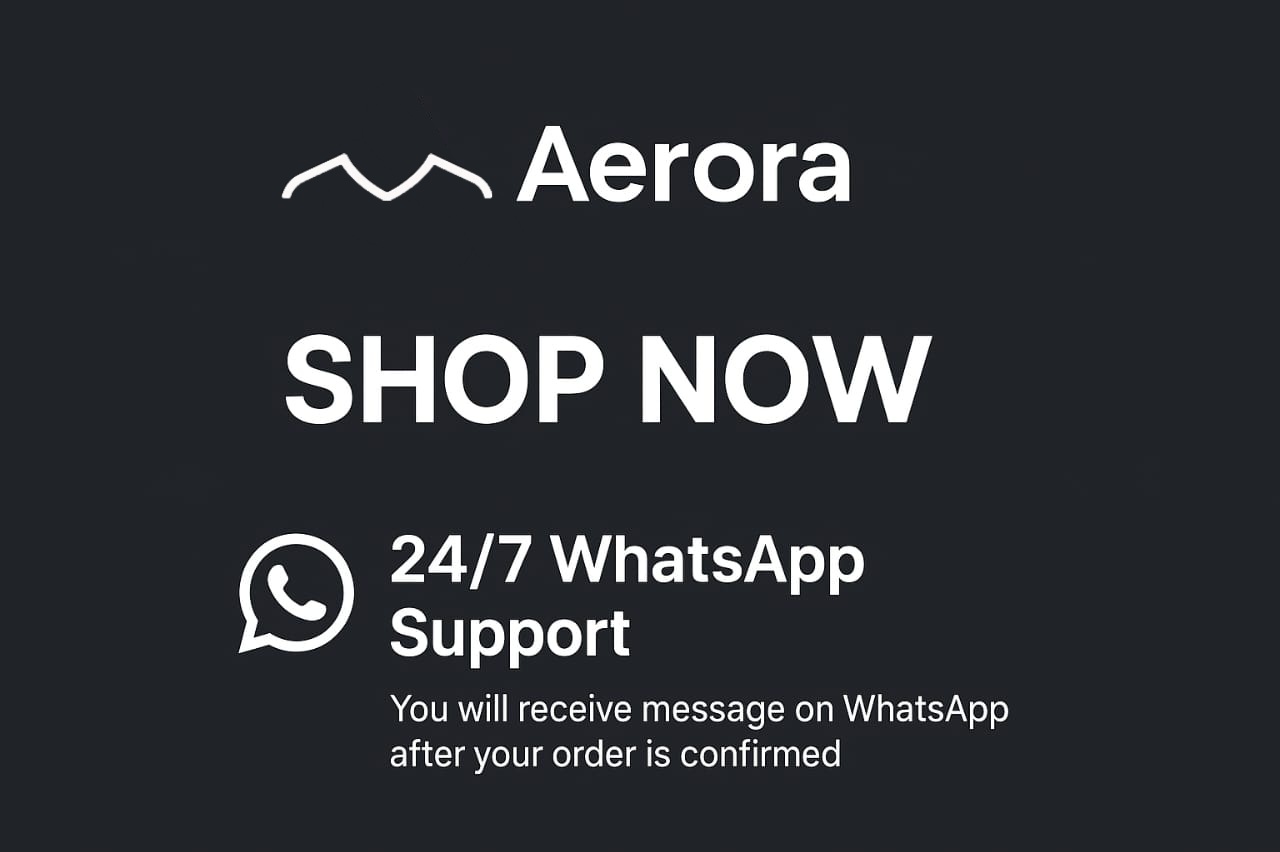 Aerora
SHOP NOW
24/7 WhatsApp
Support
You will receive message on WhatsApp
after your order is confirmed